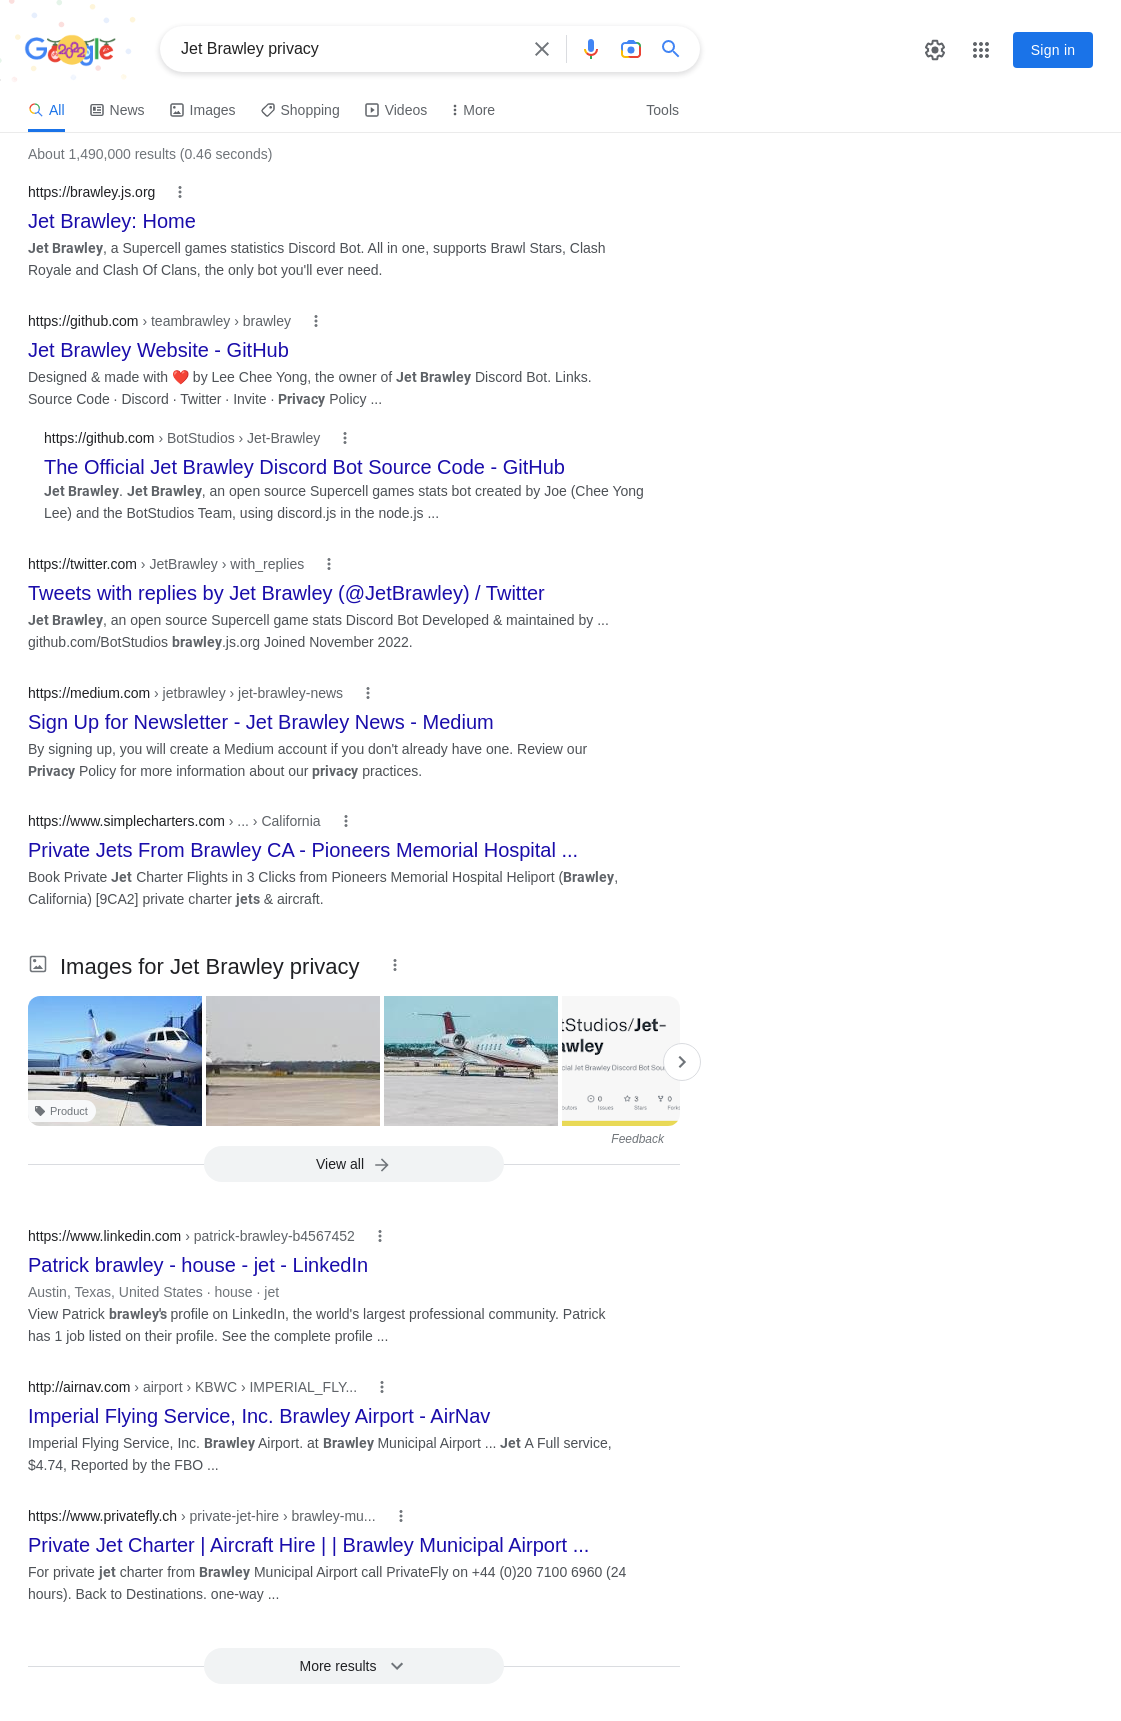 Google
Jet Brawley privacy
Sign in
All
News
Images
Shopping
Videos
More
Tools
About 1,490,000 results (0.46 seconds)
https://brawley.js.org
Jet Brawley: Home
Jet Brawley, a Supercell games statistics Discord Bot. All in one, supports Brawl Stars, Clash
Royale and Clash Of Clans, the only bot you'll ever need.
https://github.com › teambrawley › brawley
Jet Brawley Website - GitHub
Designed & made with ❤️ by Lee Chee Yong, the owner of Jet Brawley Discord Bot. Links.
Source Code · Discord · Twitter · Invite · Privacy Policy ...
https://github.com › BotStudios › Jet-Brawley
The Official Jet Brawley Discord Bot Source Code - GitHub
Jet Brawley. Jet Brawley, an open source Supercell games stats bot created by Joe (Chee Yong
Lee) and the BotStudios Team, using discord.js in the node.js ...
https://twitter.com › JetBrawley › with_replies
Tweets with replies by Jet Brawley (@JetBrawley) / Twitter
Jet Brawley, an open source Supercell game stats Discord Bot Developed & maintained by ...
github.com/BotStudios brawley.js.org Joined November 2022.
https://medium.com › jetbrawley › jet-brawley-news
Sign Up for Newsletter - Jet Brawley News - Medium
By signing up, you will create a Medium account if you don't already have one. Review our
Privacy Policy for more information about our privacy practices.
https://www.simplecharters.com › ... › California
Private Jets From Brawley CA - Pioneers Memorial Hospital ...
Book Private Jet Charter Flights in 3 Clicks from Pioneers Memorial Hospital Heliport (Brawley,
California) [9CA2] private charter jets & aircraft.
Images for Jet Brawley privacy
tStudios/Jet-
awley
cial Jet Brawley Discord Bot Sou
0 3 0
Issues Stars Forks
Product
Feedback
View all
https://www.linkedin.com › patrick-brawley-b4567452
Patrick brawley - house - jet - LinkedIn
Austin, Texas, United States · house · jet
View Patrick brawley's profile on LinkedIn, the world's largest professional community. Patrick
has 1 job listed on their profile. See the complete profile ...
http://airnav.com › airport › KBWC › IMPERIAL_FLY...
Imperial Flying Service, Inc. Brawley Airport - AirNav
Imperial Flying Service, Inc. Brawley Airport. at Brawley Municipal Airport ... Jet A Full service,
$4.74, Reported by the FBO ...
https://www.privatefly.ch › private-jet-hire › brawley-mu...
Private Jet Charter | Aircraft Hire | | Brawley Municipal Airport ...
For private jet charter from Brawley Municipal Airport call PrivateFly on +44 (0)20 7100 6960 (24
hours). Back to Destinations. one-way ...
More results